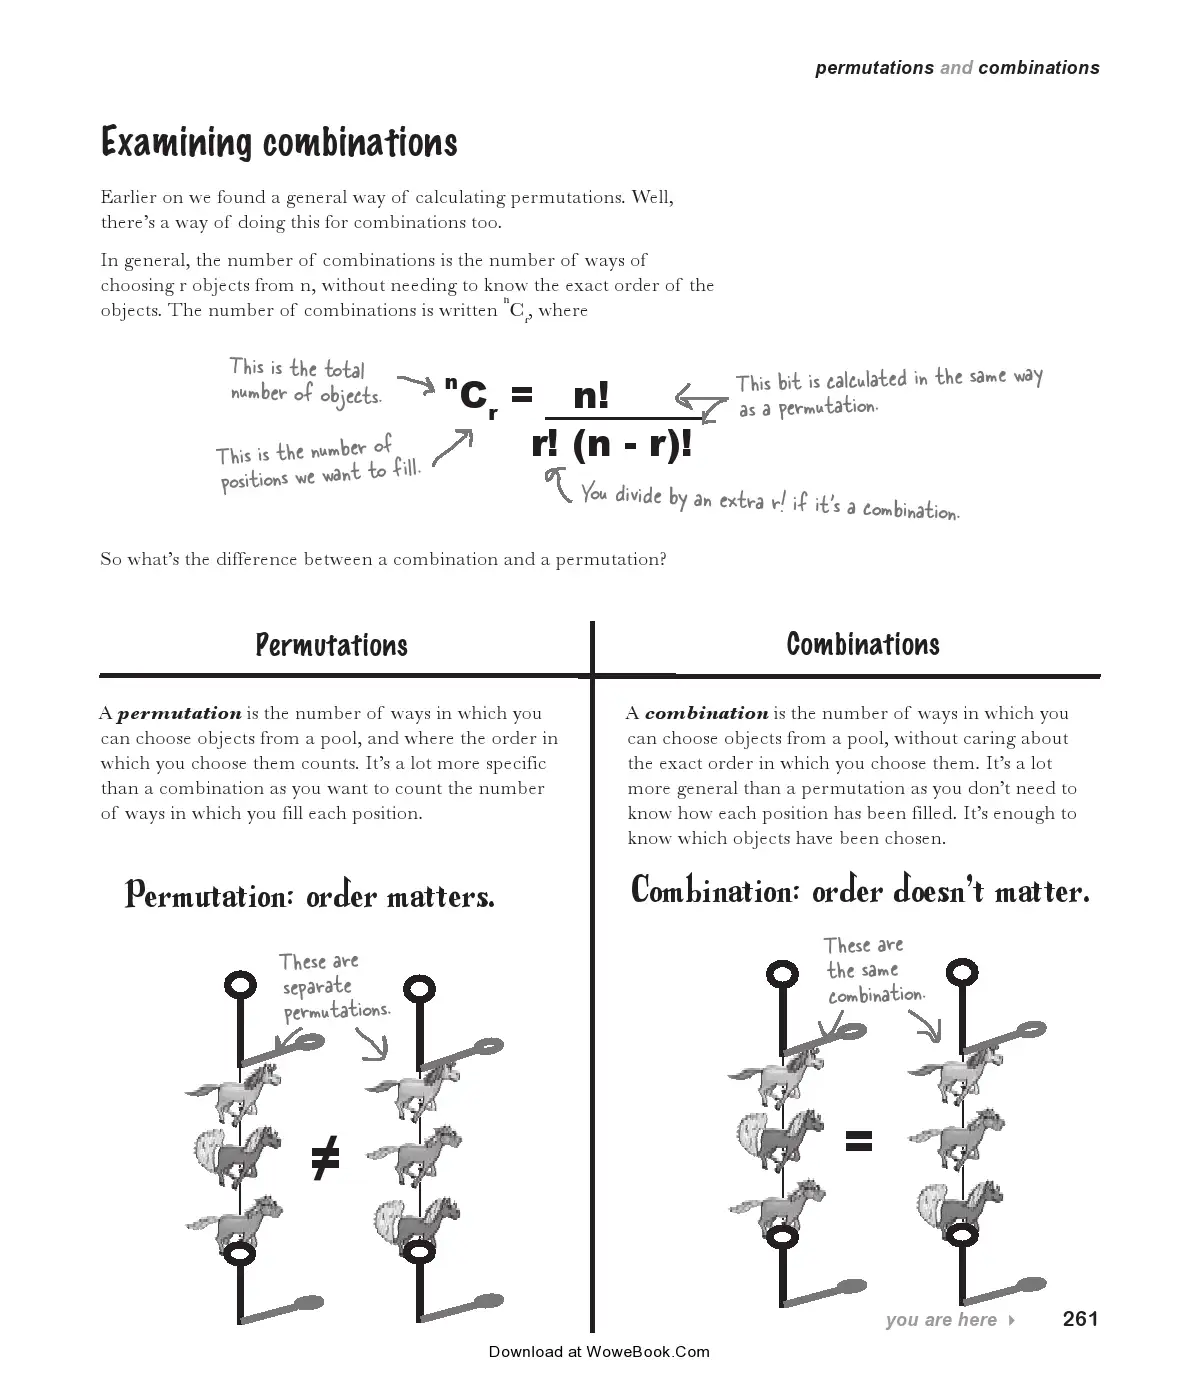 permutations and combinations
Examining combinations
Earlier on we found a general way of calculating permutations. Well,
there's a way of doing this for combinations too.
In general, the number of combinations is the number of ways of
choosing r objects from n, without needing to know the exact order of the
objects. The number of combinations is written ⁿCᵣ, where
This is the total
number of objects.
This is the number of
positions we want to fill.
ⁿCᵣ = n!
r! (n - r)!
This bit is calculated in the same way
as a permutation.
You divide by an extra r! if it's a combination.
So what's the difference between a combination and a permutation?
Permutations
A permutation is the number of ways in which you
can choose objects from a pool, and where the order in
which you choose them counts. It's a lot more specific
than a combination as you want to count the number
of ways in which you fill each position.
Permutation: order matters.
These are
separate
permutations.
≠
Combinations
A combination is the number of ways in which you
can choose objects from a pool, without caring about
the exact order in which you choose them. It's a lot
more general than a permutation as you don't need to
know how each position has been filled. It's enough to
know which objects have been chosen.
Combination: order doesn't matter.
These are
the same
combination.
=
you are here 261
Download at WoweBook.Com